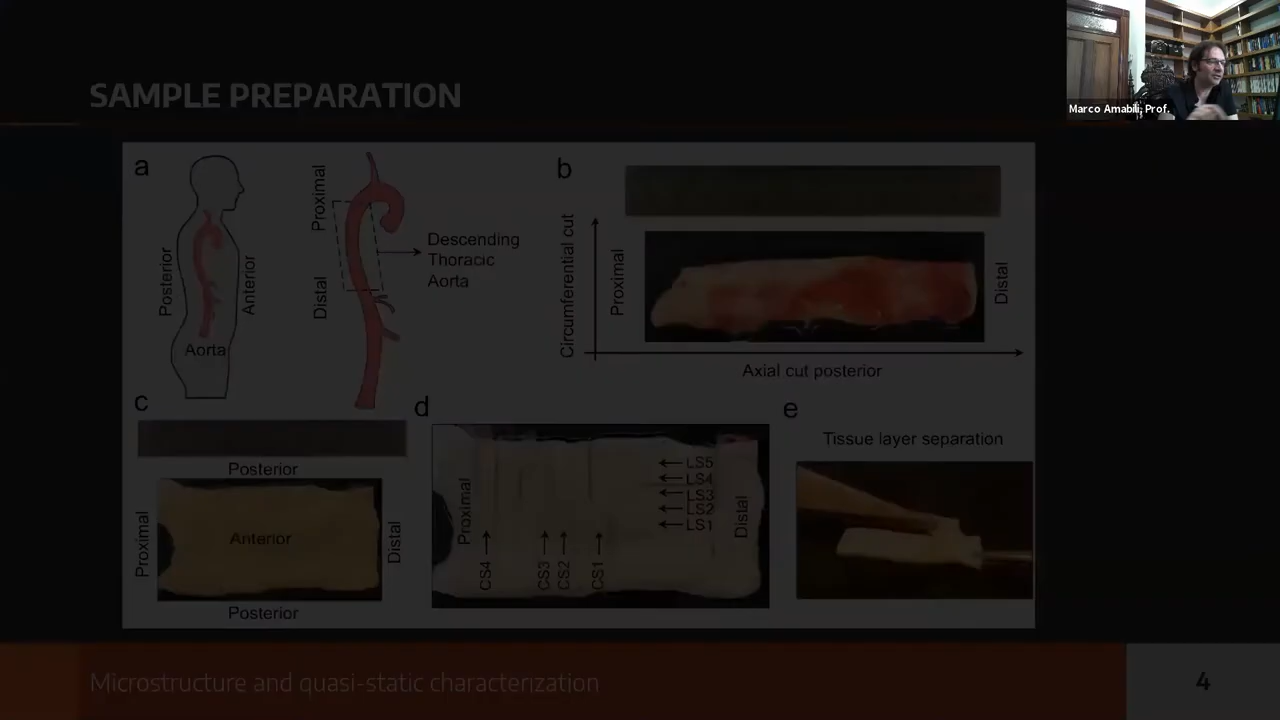 SAMPLE PREPARATION
Marco Amabili, Prof.
a
Posterior
Anterior
Aorta
Proximal
Distal
Descending
Thoracic
Aorta
b
Circumferential cut
Proximal
Distal
Axial cut posterior
c
Posterior
Proximal
Anterior
Distal
Posterior
d
Proximal
LS5
LS4
LS3
LS2
LS1
Distal
CS4
CS3
CS2
CS1
e
Tissue layer separation
Microstructure and quasi-static characterization
4